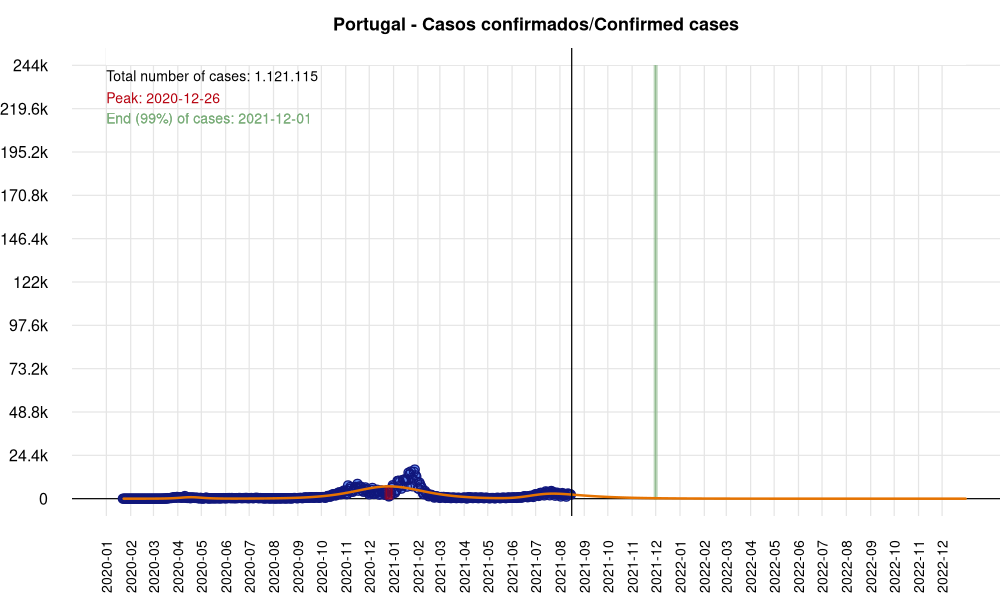 Portugal - Casos confirmados/Confirmed cases
244k
219.6k
195.2k
170.8k
146.4k
122k
97.6k
73.2k
48.8k
24.4k
0
Total number of cases: 1.121.115
Peak: 2020-12-26
End (99%) of cases: 2021-12-01
2020-01
2020-02
2020-03
2020-04
2020-05
2020-06
2020-07
2020-08
2020-09
2020-10
2020-11
2020-12
2021-01
2021-03
2021-04
2021-05
2021-06
2021-07
2021-08
2021-09
2021-10
2021-11
2021-12
2022-01
2022-02
2022-03
2022-04
2022-05
2022-06
2022-07
2022-08
2022-09
2022-10
2022-11
2022-12